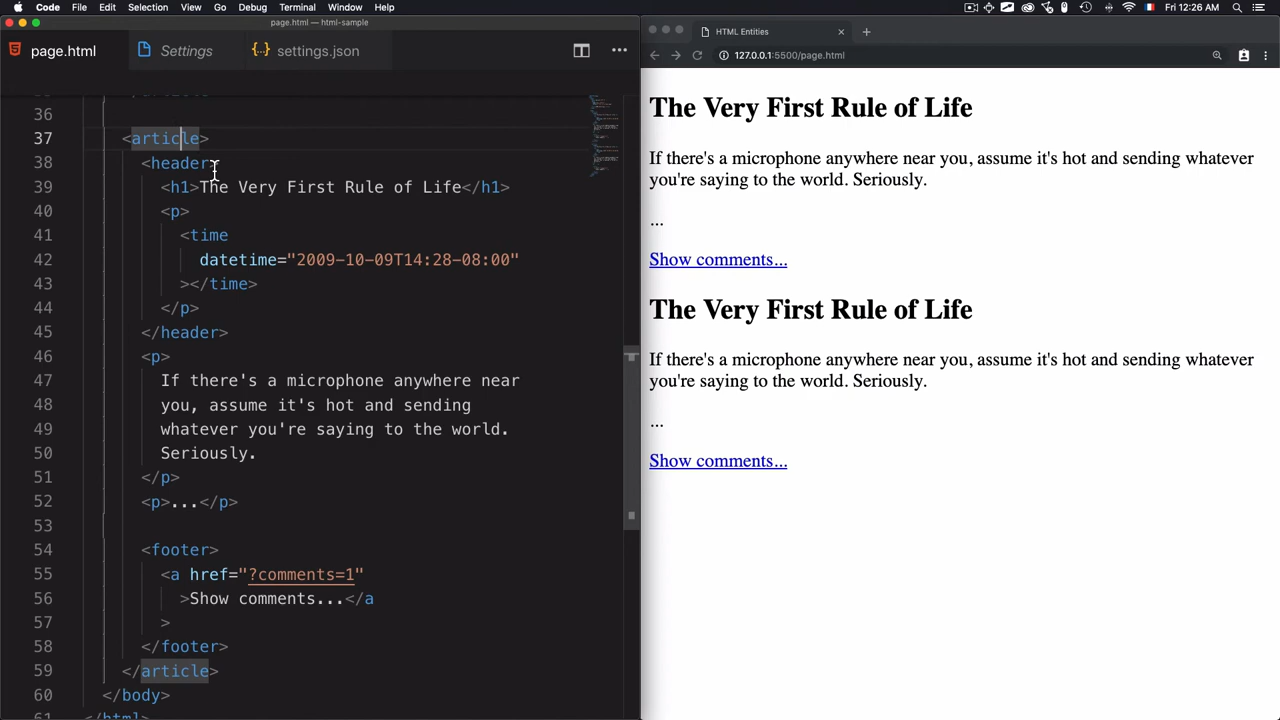 Code File Edit Selection View Go Debug Terminal Window Help Fri 12:26 AM
page.html — html-sample
page.html Settings {··} settings.json
36
37 <article>
38 <header>
39 <h1>The Very First Rule of Life</h1>
40 <p>
41 <time
42 datetime="2009-10-09T14:28-08:00"
43 ></time>
44 </p>
45 </header>
46 <p>
47 If there's a microphone anywhere near
48 you, assume it's hot and sending
49 whatever you're saying to the world.
50 Seriously.
51 </p>
52 <p>...</p>
53
54 <footer>
55 <a href="?comments=1"
56 >Show comments...</a
57 >
58 </footer>
59 </article>
60 </body>
61 </html>
HTML Entities
127.0.0.1:5500/page.html
The Very First Rule of Life
If there's a microphone anywhere near you, assume it's hot and sending whatever
you're saying to the world. Seriously.
...
Show comments...
The Very First Rule of Life
If there's a microphone anywhere near you, assume it's hot and sending whatever
you're saying to the world. Seriously.
...
Show comments...